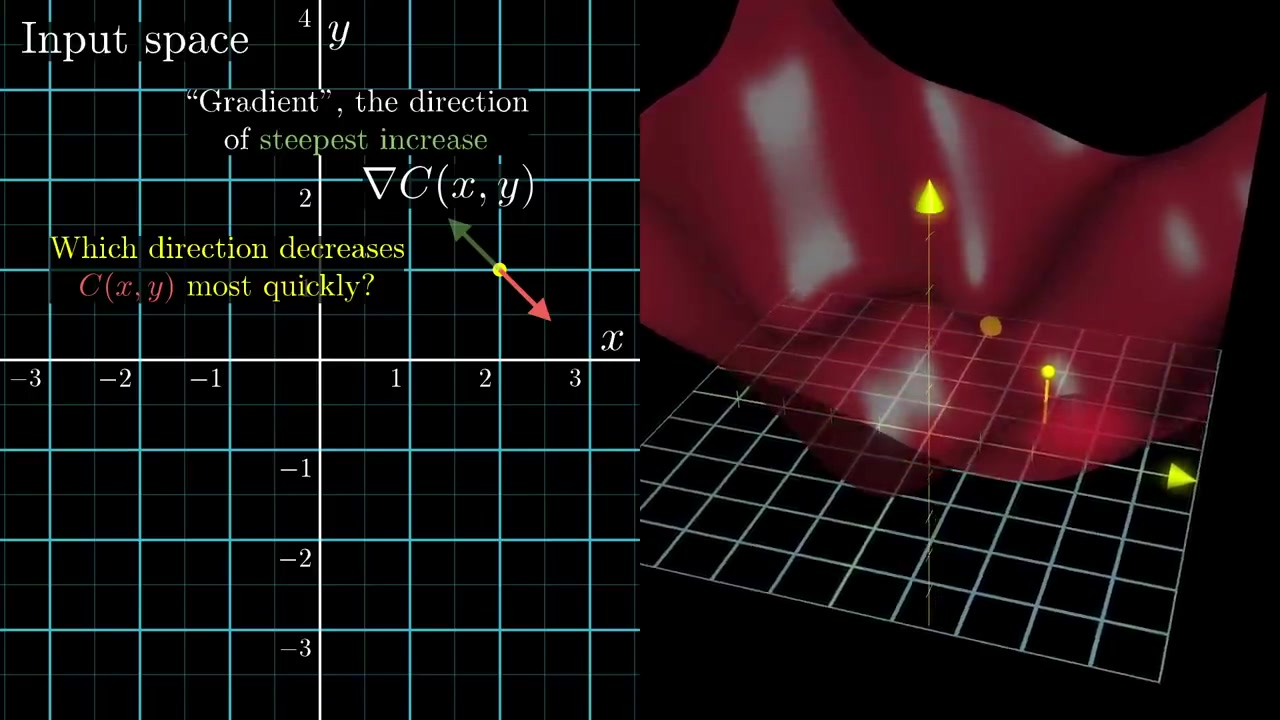 Input space
4
y
“Gradient”, the direction
of steepest increase
∇C(x, y)
2
Which direction decreases
C(x, y) most quickly?
x
−3 −2 −1 1 2 3
−1
−2
−3